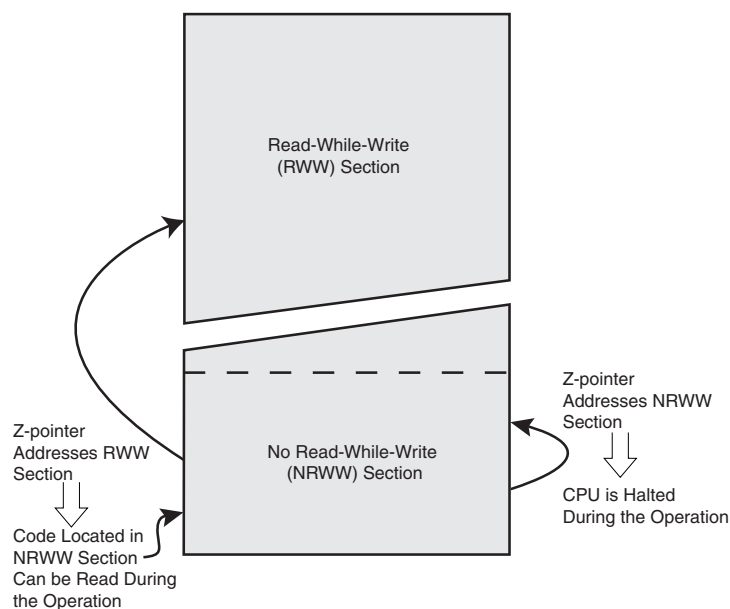 Read-While-Write
(RWW) Section
Z-pointer
Addresses NRWW
Section
Z-pointer
Addresses RWW
Section
No Read-While-Write
(NRWW) Section
CPU is Halted
During the Operation
Code Located in
NRWW Section
Can be Read During
the Operation